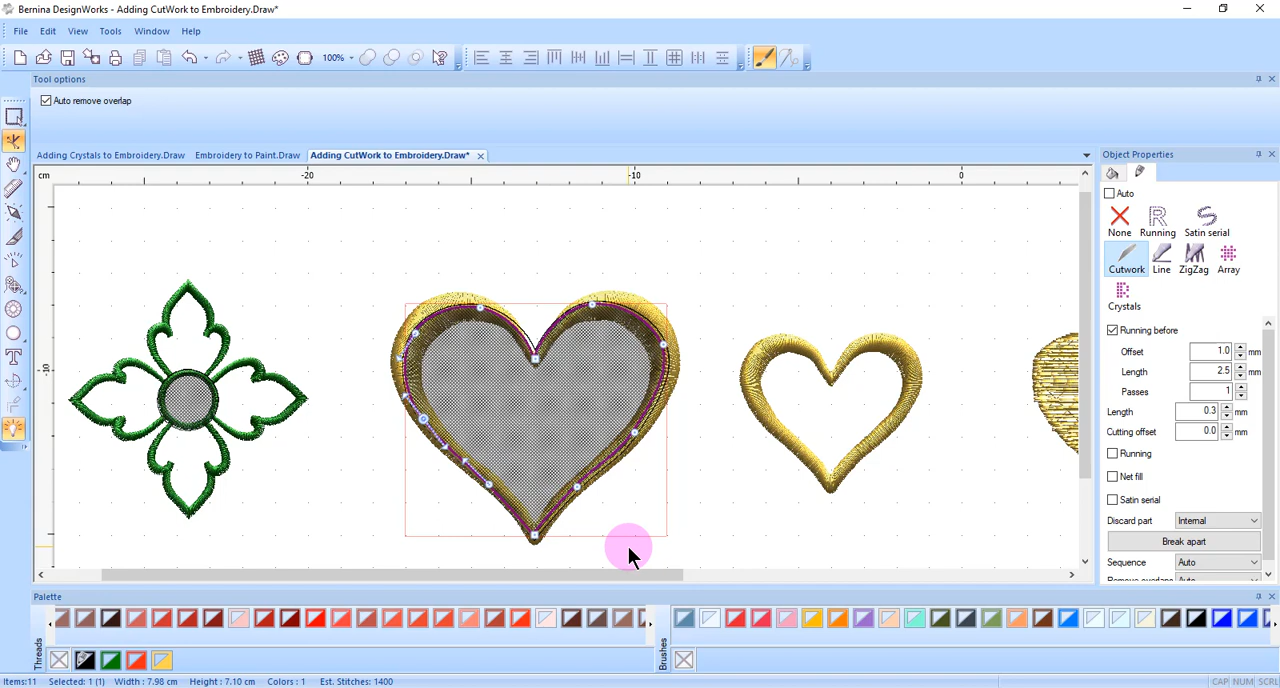 Bernina DesignWorks - Adding CutWork to Embroidery.Draw*
File Edit View Tools Window Help
100%
Tool options
Auto remove overlap
Adding Crystals to Embroidery.Draw Embroidery to Paint.Draw Adding CutWork to Embroidery.Draw*
cm -20 -10 0
-10
Object Properties
Auto
None Running Satin serial
Cutwork Line ZigZag Array
Crystals
Running before
Offset 1.0 mm
Length 2.5 mm
Passes 1
Length 0.3 mm
Cutting offset 0.0 mm
Running
Net fill
Satin serial
Discard part Internal
Break apart
Sequence Auto
Remove overlaps Auto
Palette
Threads
Brushes
Items:11 Selected: 1 (1) Width : 7.98 cm Height : 7.10 cm Colors : 1 Est. Stitches: 1400
CAP NUM SCRL